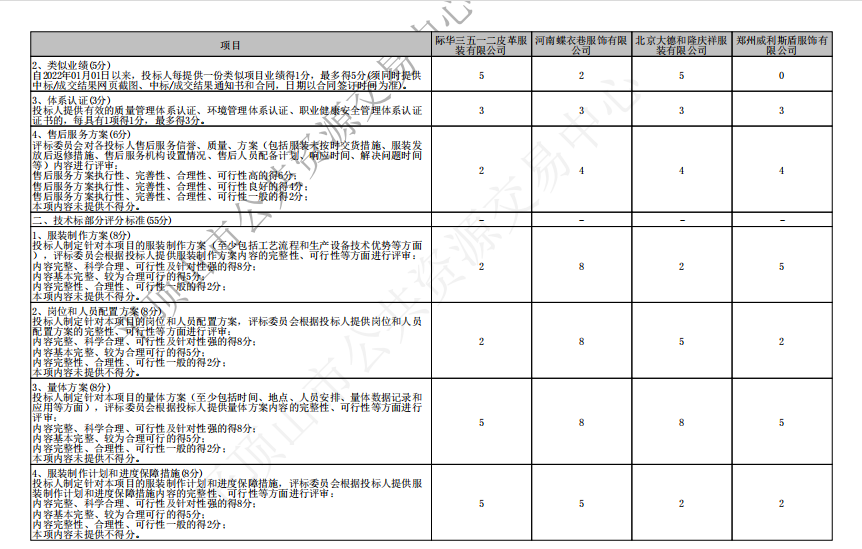 项目
际华三五一二皮革服
装有限公司
河南蝶衣巷服饰有限
公司
北京大德和隆庆祥服
装有限公司
郑州威利斯盾服饰有
限公司
2、类似业绩(5分)
自2022年01月01日以来，投标人每提供一份类似项目业绩得1分，最多得5分(须同时提供
中标/成交结果网页截图、中标/成交结果通知书和合同，日期以合同签订时间为准)。
5
2
5
0
3、体系认证(3分)
投标人提供有效的质量管理体系认证、环境管理体系认证、职业健康安全管理体系认证
证书的，每具有1项得1分，最多得3分。
3
3
3
3
4、售后服务方案(6分)
评标委员会对各投标人售后服务信誉、质量、方案（包括服装未按时交货措施、服装发
放后返修措施、售后服务机构设置情况、售后人员配备计划、响应时间、解决问题时间
等）内容进行评审：
售后服务方案执行性、完善性、合理性、可行性高的得6分；
售后服务方案执行性、完善性、合理性、可行性良好的得4分；
售后服务方案执行性、完善性、合理性、可行性一般的得2分；
本项内容未提供不得分。
2
4
4
4
二、技术标部分评分标准(55分)
-
-
-
-
1、服装制作方案(8分)
投标人制定针对本项目的服装制作方案（至少包括工艺流程和生产设备技术优势等方面
），评标委员会根据投标人提供服装制作方案内容的完整性、可行性等方面进行评审：
内容完整、科学合理、可行性及针对性强的得8分；
内容基本完整、较为合理可行的得5分；
内容完整性、合理性、可行性一般的得2分；
本项内容未提供不得分。
2
8
2
5
2、岗位和人员配置方案(8分)
投标人制定针对本项目的岗位和人员配置方案，评标委员会根据投标人提供岗位和人员
配置方案的完整性、可行性等方面进行评审：
内容完整、科学合理、可行性及针对性强的得8分；
内容基本完整、较为合理可行的得5分；
内容完整性、合理性、可行性一般的得2分；
本项内容未提供不得分。
2
8
5
2
3、量体方案(8分)
投标人制定针对本项目的量体方案（至少包括时间、地点、人员安排、量体数据记录和
应用等方面），评标委员会根据投标人提供量体方案内容的完整性、可行性等方面进行
评审：
内容完整、科学合理、可行性及针对性强的得8分；
内容基本完整、较为合理可行的得5分；
内容完整性、合理性、可行性一般的得2分；
本项内容未提供不得分。
5
8
8
5
4、服装制作计划和进度保障措施(8分)
投标人制定针对本项目的服装制作计划和进度保障措施，评标委员会根据投标人提供服
装制作计划和进度保障措施内容的完整性、可行性等方面进行评审：
内容完整、科学合理、可行性及针对性强的得8分；
内容基本完整、较为合理可行的得5分；
内容完整性、合理性、可行性一般的得2分；
本项内容未提供不得分。
5
5
2
2
顶山市公共资源交易中心
顶山市公共资源交易中心